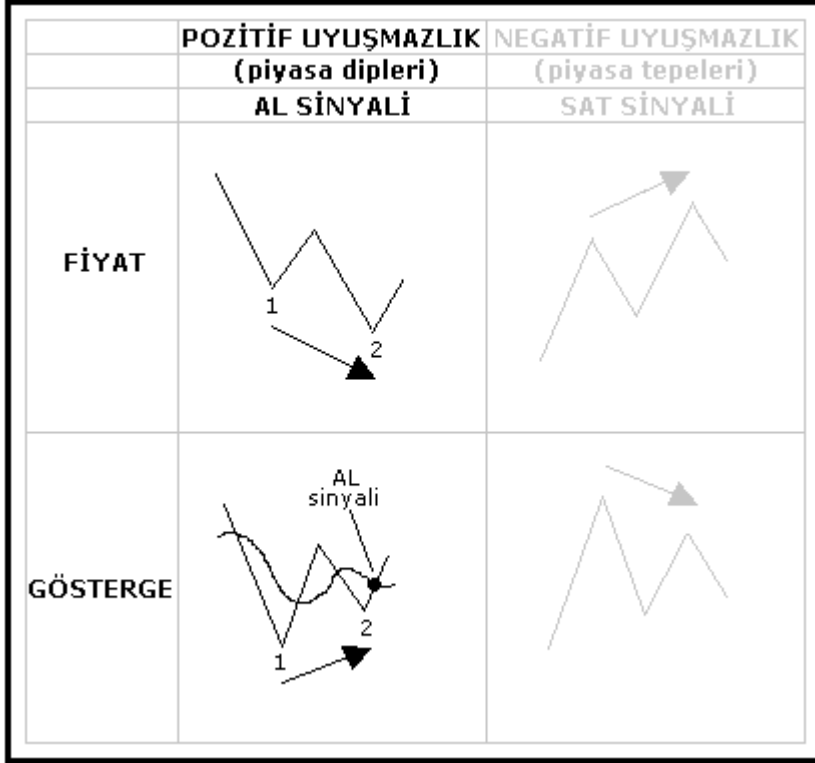 POZİTİF UYUŞMAZLIK NEGATİF UYUŞMAZLIK
(piyasa dipleri) (piyasa tepeleri)
AL SİNYALİ SAT SİNYALİ
FİYAT
1
2
AL
sinyali
GÖSTERGE
2
1